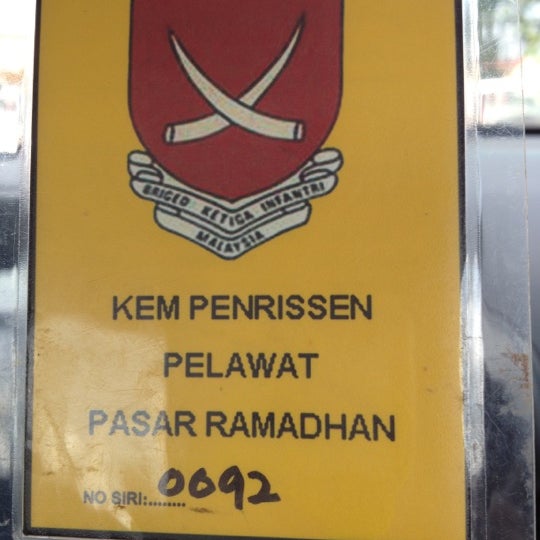 BRIGED KETIGA INFANTRI
MALAYSIA
KEM PENRISSEN
PELAWAT
PASAR RAMADHAN
NO SIRI:........0092